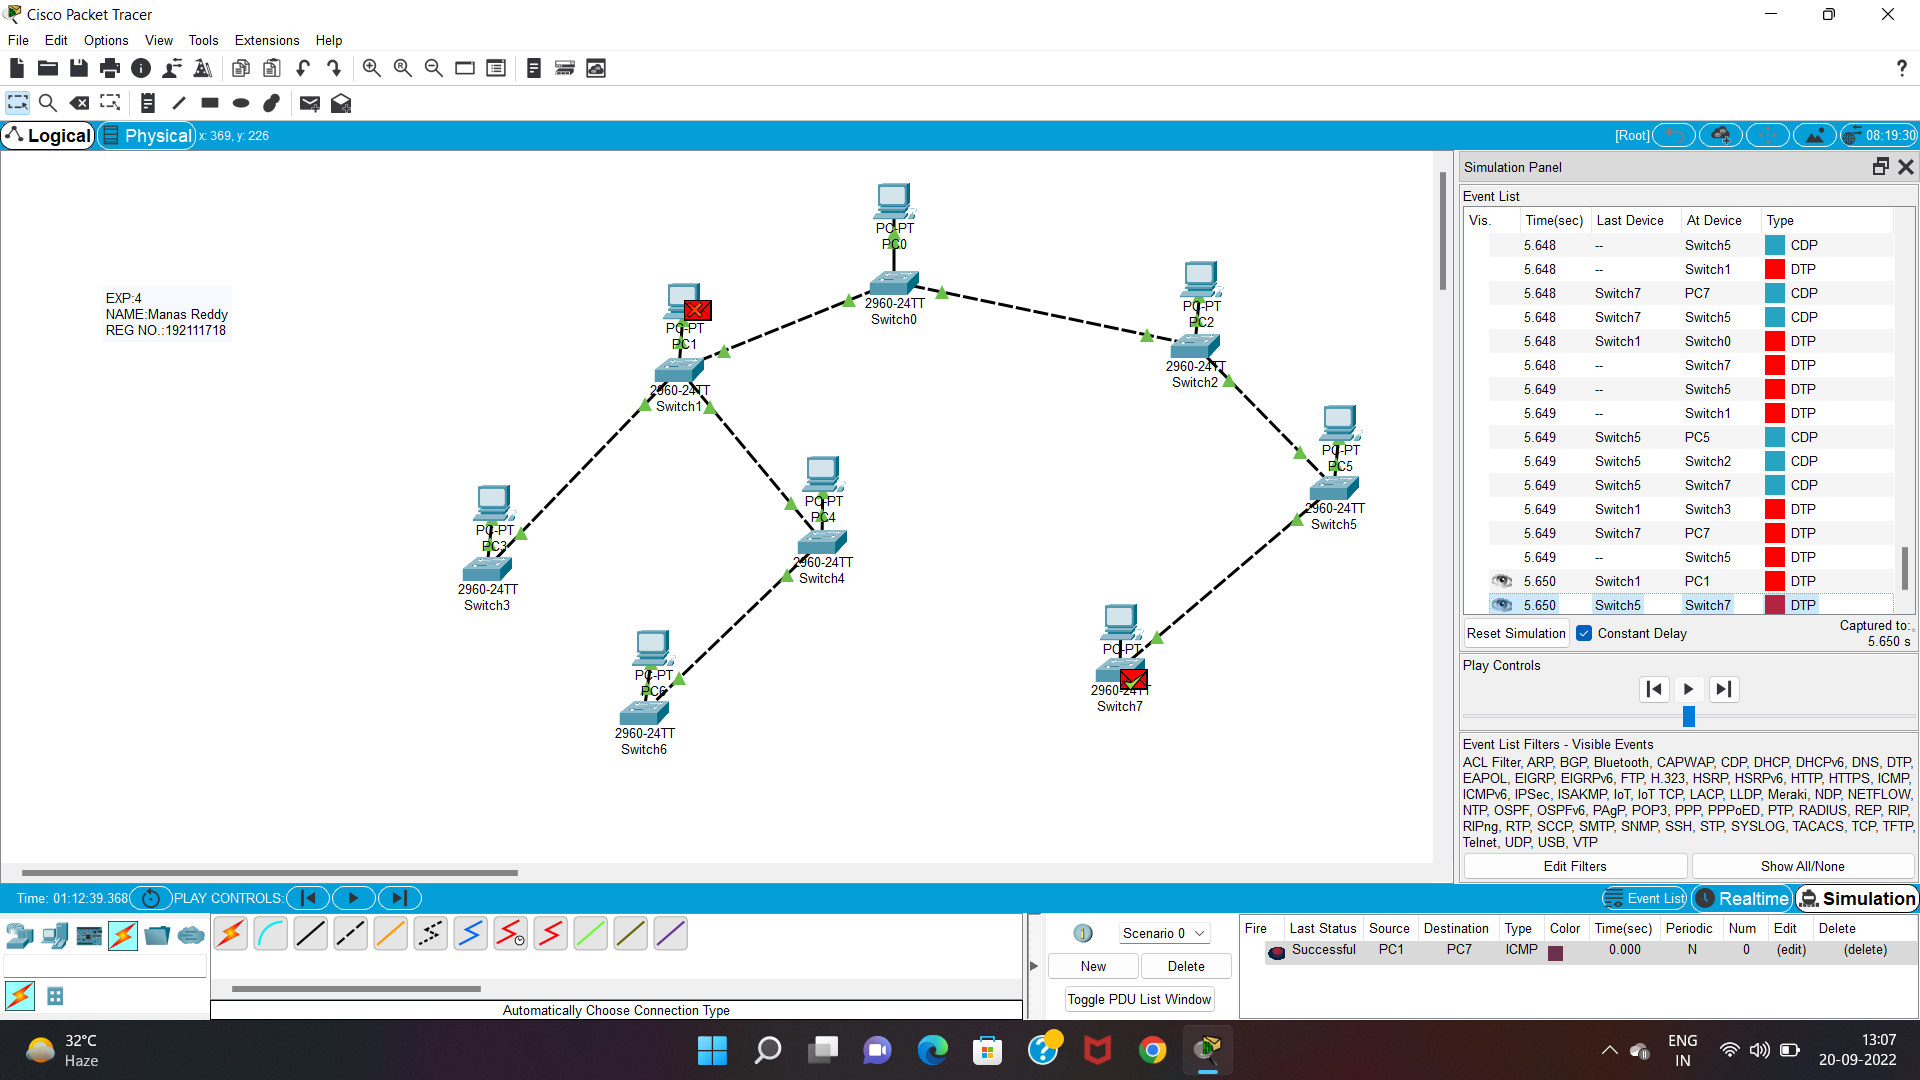 Cisco Packet Tracer
File Edit Options View Tools Extensions Help
?
Logical Physical x: 369, y: 226 [Root] 08:19:30
EXP:4
NAME:Manas Reddy
REG NO.:192111718
PC-PT
PC0
2960-24TT
Switch0
PC-PT
PC1
2960-24TT
Switch1
PC-PT
PC2
2960-24TT
Switch2
PC-PT
PC5
2960-24TT
Switch5
PC-PT
PC4
2960-24TT
Switch4
PC-PT
PC3
2960-24TT
Switch3
PC-PT
PC6
2960-24TT
Switch6
PC-PT
2960-24TT
Switch7
Simulation Panel
Event List
Vis. Time(sec) Last Device At Device Type
5.648 -- Switch5 CDP
5.648 -- Switch1 DTP
5.648 Switch7 PC7 CDP
5.648 Switch7 Switch5 CDP
5.648 Switch1 Switch0 DTP
5.648 -- Switch7 DTP
5.649 -- Switch5 DTP
5.649 -- Switch1 DTP
5.649 Switch5 PC5 CDP
5.649 Switch5 Switch2 CDP
5.649 Switch5 Switch7 CDP
5.649 Switch1 Switch3 DTP
5.649 Switch7 PC7 DTP
5.649 -- Switch5 DTP
5.650 Switch1 PC1 DTP
5.650 Switch5 Switch7 DTP
Reset Simulation Constant Delay Captured to:
5.650 s
Play Controls
Event List Filters - Visible Events
ACL Filter, ARP, BGP, Bluetooth, CAPWAP, CDP, DHCP, DHCPv6, DNS, DTP,
EAPOL, EIGRP, EIGRPv6, FTP, H.323, HSRP, HSRPv6, HTTP, HTTPS, ICMP,
ICMPv6, IPSec, ISAKMP, IoT, IoT TCP, LACP, LLDP, Meraki, NDP, NETFLOW,
NTP, OSPF, OSPFv6, PAgP, POP3, PPP, PPPoED, PTP, RADIUS, REP, RIP,
RIPng, RTP, SCCP, SMTP, SNMP, SSH, STP, SYSLOG, TACACS, TCP, TFTP,
Telnet, UDP, USB, VTP
Edit Filters Show All/None
Time: 01:12:39.368 PLAY CONTROLS: Event List Realtime Simulation
Automatically Choose Connection Type
Scenario 0
New Delete
Toggle PDU List Window
Fire Last Status Source Destination Type Color Time(sec) Periodic Num Edit Delete
Successful PC1 PC7 ICMP 0.000 N 0 (edit) (delete)
32°C
Haze
ENG
IN
13:07
20-09-2022